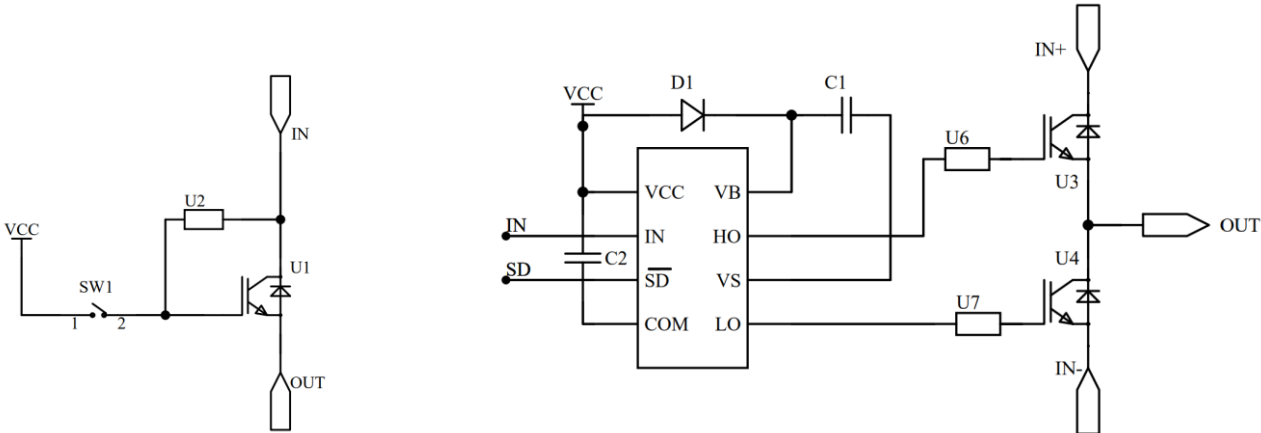 IN
U2
VCC
U1
SW1
1
2
OUT
IN+
D1
C1
VCC
U6
VCC
VB
U3
IN
IN
HO
OUT
C2
SD
SD
VS
U4
U7
COM
LO
IN-